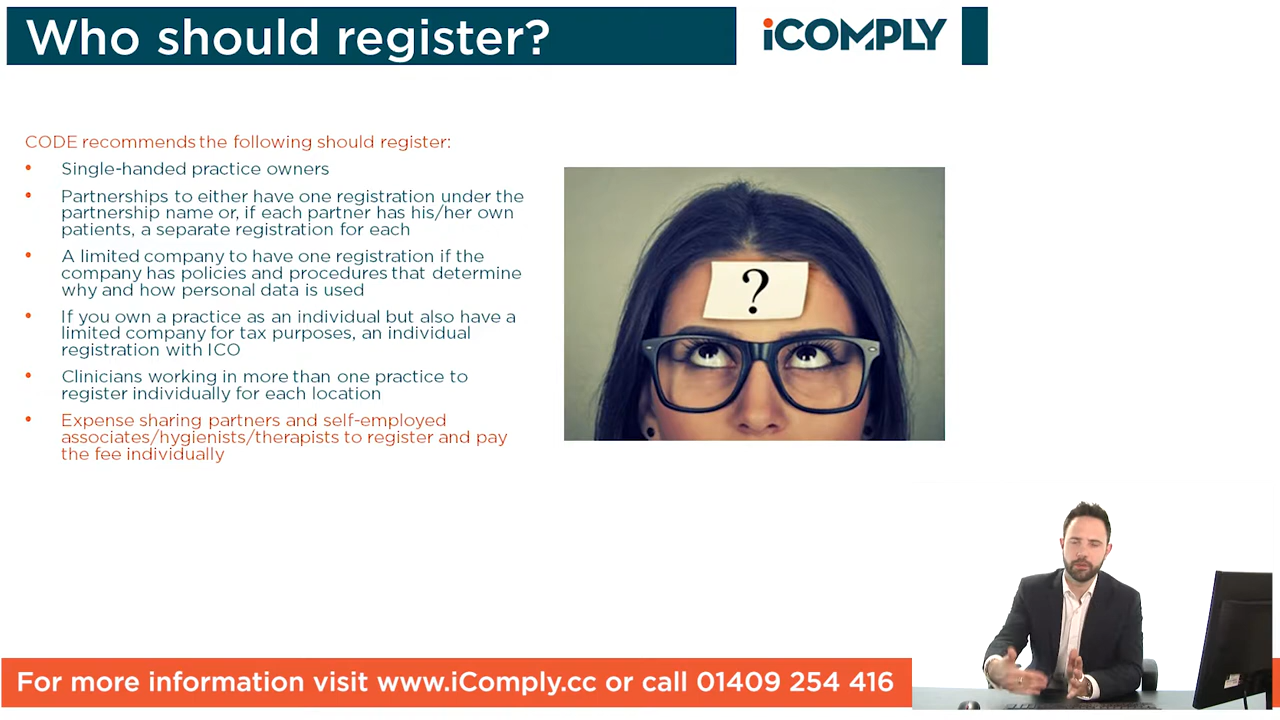 Who should register?
iCOMPLY
CODE recommends the following should register:
• Single-handed practice owners
• Partnerships to either have one registration under the
partnership name or, if each partner has his/her own
patients, a separate registration for each
• A limited company to have one registration if the
company has policies and procedures that determine
why and how personal data is used
• If you own a practice as an individual but also have a
limited company for tax purposes, an individual
registration with ICO
• Clinicians working in more than one practice to
register individually for each location
• Expense sharing partners and self-employed
associates/hygienists/therapists to register and pay
the fee individually
?
For more information visit www.iComply.cc or call 01409 254 416